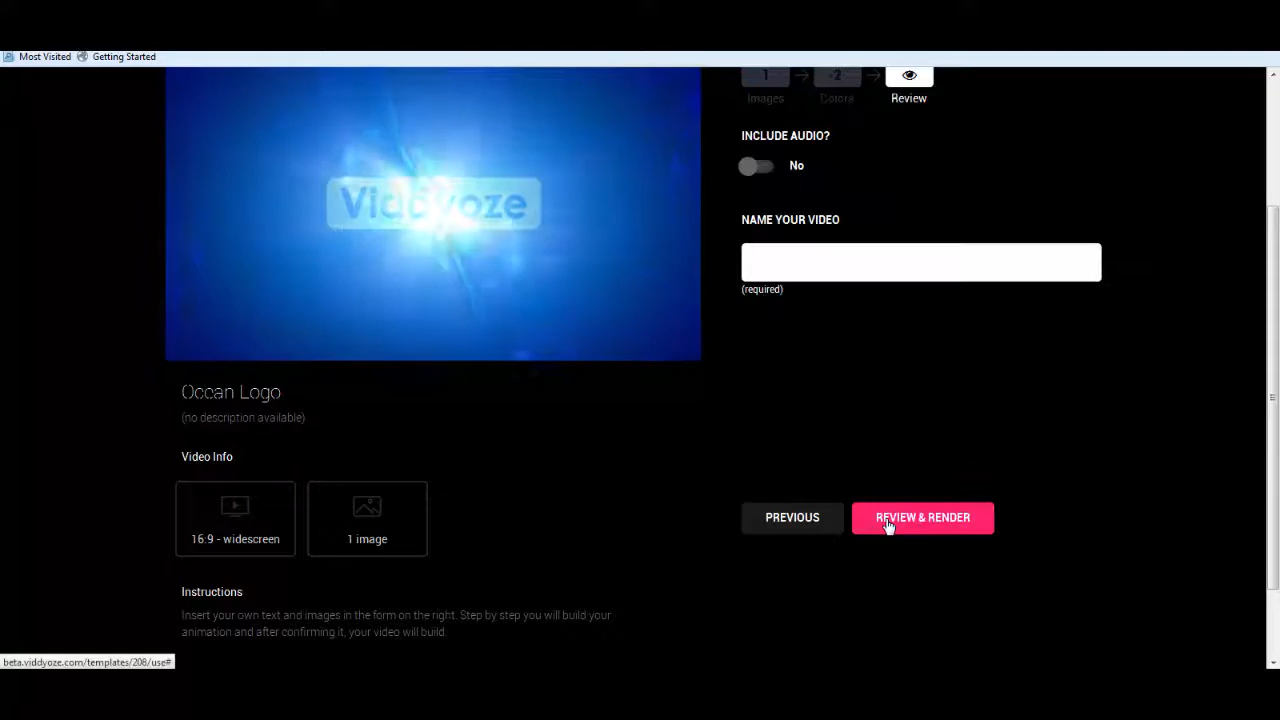 Most Visited Getting Started
1 2 Review
Images Colors
INCLUDE AUDIO?
No
NAME YOUR VIDEO
(required)
Viddyoze
Ocean Logo
(no description available)
Video Info
16:9 - widescreen 1 image
PREVIOUS REVIEW & RENDER
Instructions
Insert your own text and images in the form on the right. Step by step you will build your
animation and after confirming it, your video will build.
beta.viddyoze.com/templates/208/use#